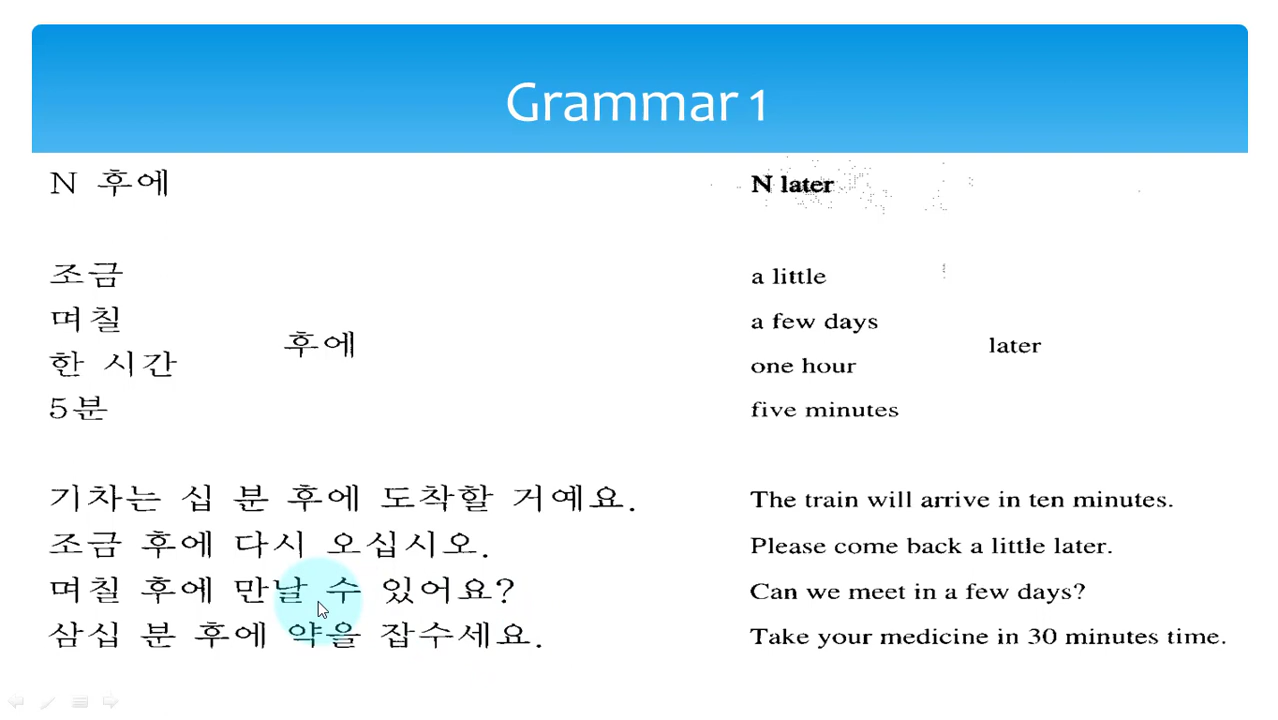 Grammar 1
N 후에
N later
조금
며칠
한 시간
5분
후에
a little
a few days
one hour
five minutes
later
기차는 십 분 후에 도착할 거예요.
The train will arrive in ten minutes.
조금 후에 다시 오십시오.
Please come back a little later.
며칠 후에 만날 수 있어요?
Can we meet in a few days?
삼십 분 후에 약을 잡수세요.
Take your medicine in 30 minutes time.